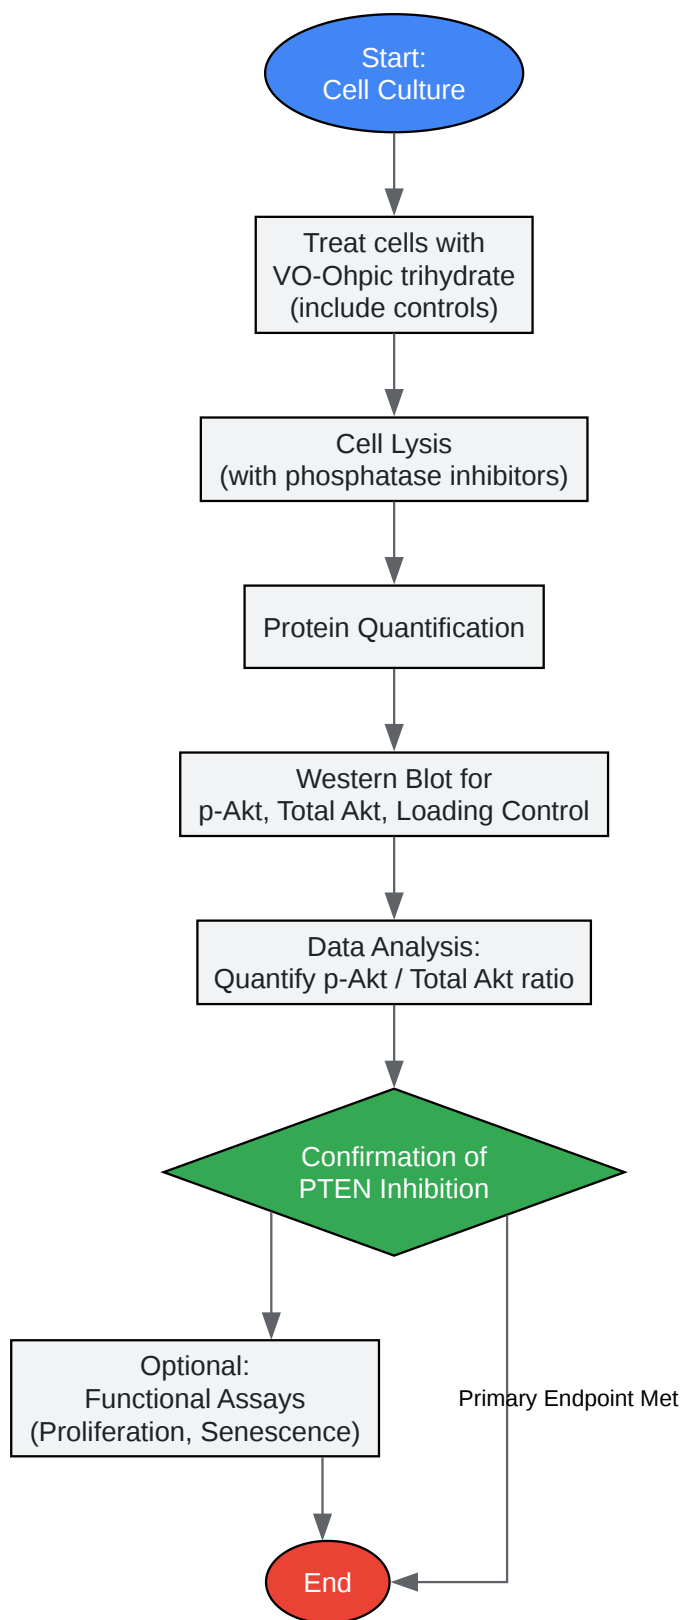 Start:
Cell Culture
Treat cells with
VO-Ohpic trihydrate
(include controls)
Cell Lysis
(with phosphatase inhibitors)
Protein Quantification
Western Blot for
p-Akt, Total Akt, Loading Control
Data Analysis:
Quantify p-Akt / Total Akt ratio
Confirmation of
PTEN Inhibition
Optional:
Functional Assays
(Proliferation, Senescence)
Primary Endpoint Met
End